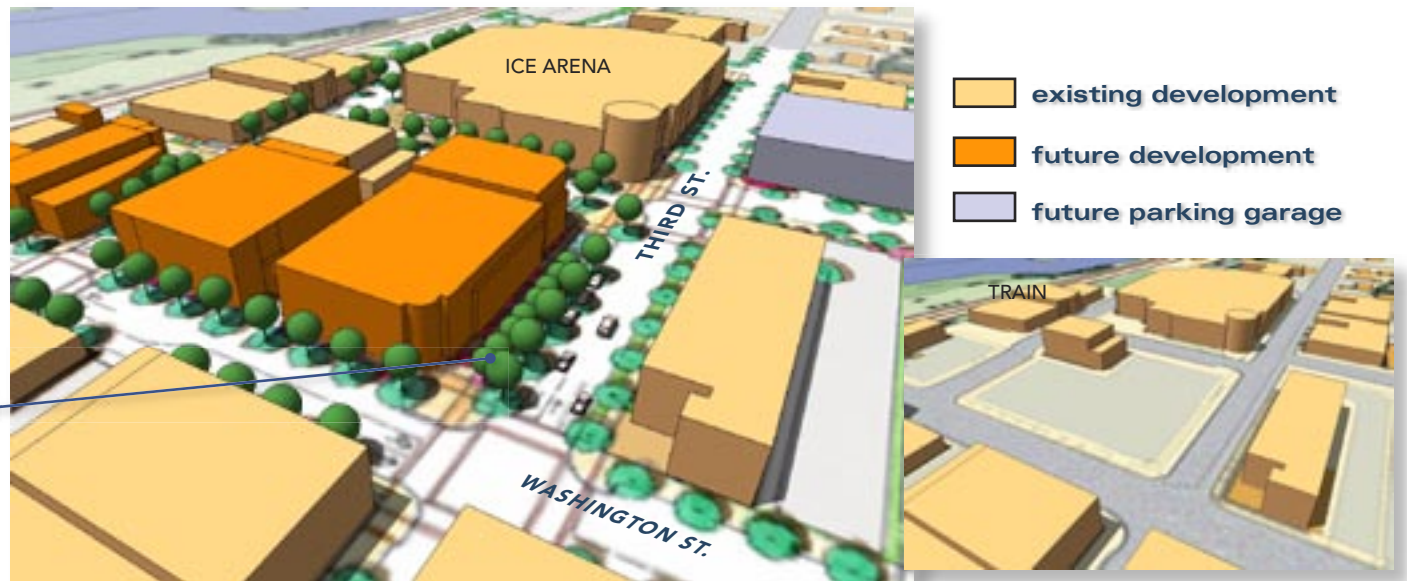 ICE ARENA
THIRD ST.
WASHINGTON ST.
existing development
future development
future parking garage
TRAIN